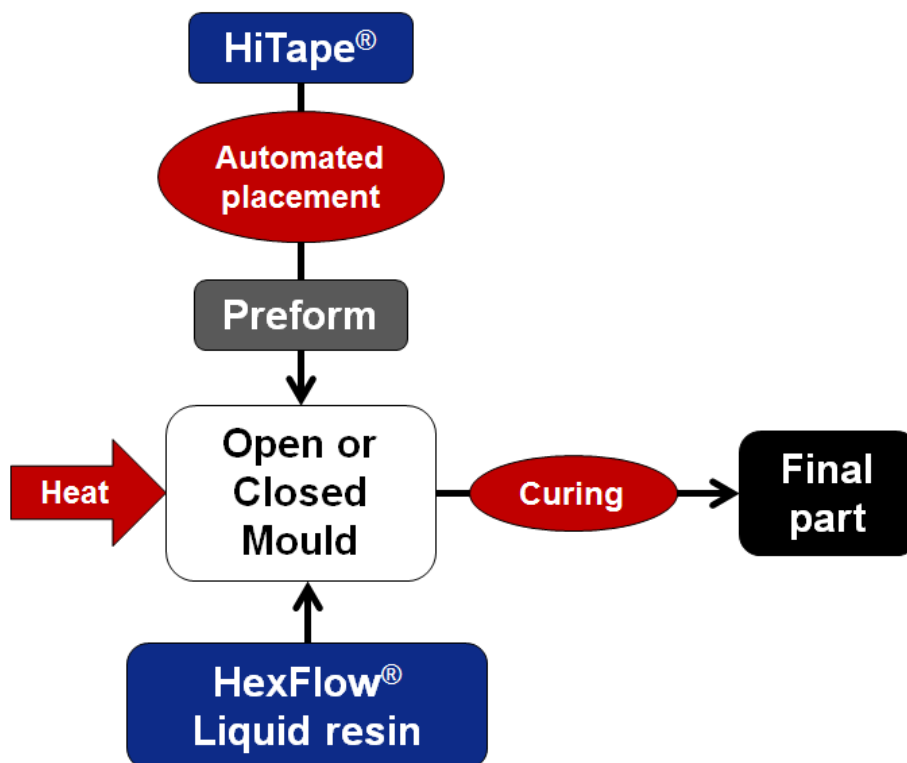 HiTape®
Automated
placement
Preform
Open or
Closed
Mould
Heat
Curing
Final
part
HexFlow®
Liquid resin